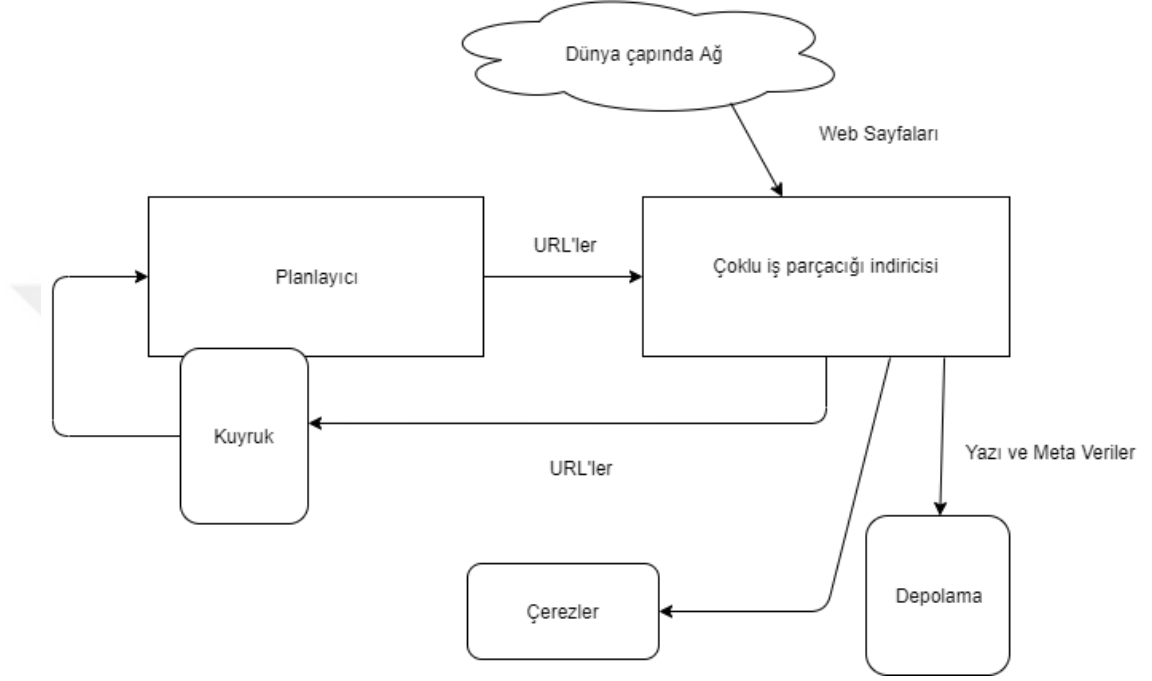 Dünya çapında Ağ
Web Sayfaları
URL'ler
Planlayıcı
Çoklu iş parçacığı indiricisi
Kuyruk
URL'ler
Yazı ve Meta Veriler
Çerezler
Depolama